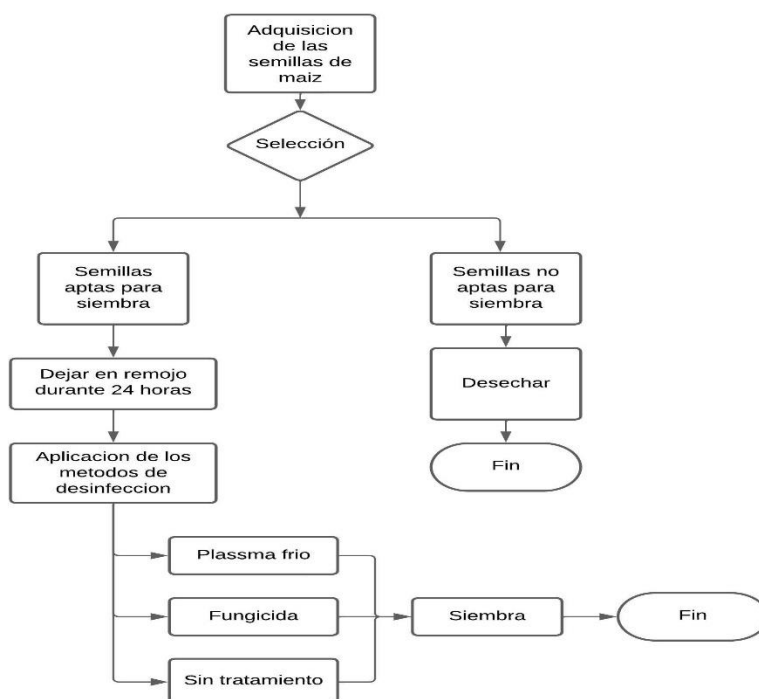 Adquisicion
de las
semillas de
maiz
Selección
Semillas
aptas para
siembra
Semillas no
aptas para
siembra
Dejar en remojo
durante 24 horas
Desechar
Aplicacion de los
metodos de
desinfeccion
Fin
Plassma frio
Fungicida
Siembra
Fin
Sin tratamiento